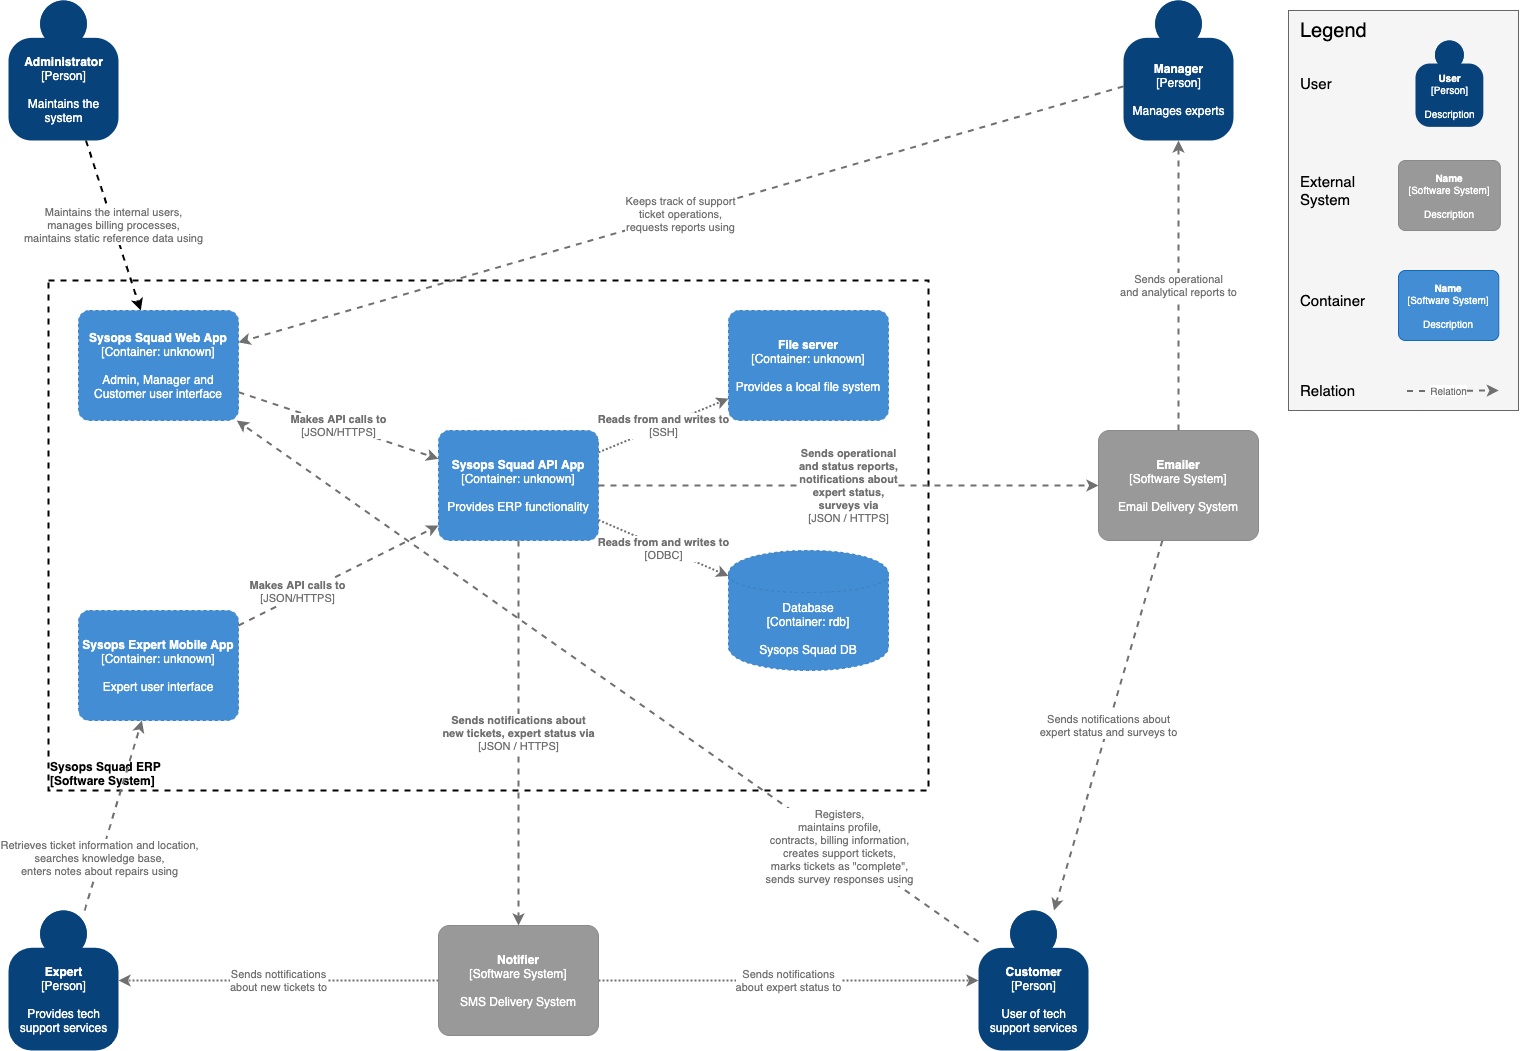 Administrator
[Person]
Maintains the
system
Manager
[Person]
Manages experts
Legend
User
User
[Person]
Description
External
System
Name
[Software System]
Description
Container
Name
[Software System]
Description
Relation
Relation
Maintains the internal users,
manages billing processes,
maintains static reference data using
Keeps track of support
ticket operations,
requests reports using
Sends operational
and analytical reports to
Sysops Squad Web App
[Container: unknown]
Admin, Manager and
Customer user interface
File server
[Container: unknown]
Provides a local file system
Makes API calls to
[JSON/HTTPS]
Reads from and writes to
[SSH]
Sysops Squad API App
[Container: unknown]
Provides ERP functionality
Sends operational
and status reports,
notifications about
expert status,
surveys via
[JSON / HTTPS]
Emailer
[Software System]
Email Delivery System
Reads from and writes to
[ODBC]
Makes API calls to
[JSON/HTTPS]
Database
[Container: rdb]
Sysops Squad DB
Sysops Expert Mobile App
[Container: unknown]
Expert user interface
Sends notifications about
new tickets, expert status via
[JSON / HTTPS]
Sends notifications about
expert status and surveys to
Sysops Squad ERP
[Software System]
Registers,
maintains profile,
contracts, billing information,
creates support tickets,
marks tickets as "complete",
sends survey responses using
Retrieves ticket information and location,
searches knowledge base,
enters notes about repairs using
Expert
[Person]
Provides tech
support services
Sends nottifications
about new tickets to
Notifier
[Software System]
SMS Delivery System
Sends notifications
about expert status to
Customer
[Person]
User of tech
support services